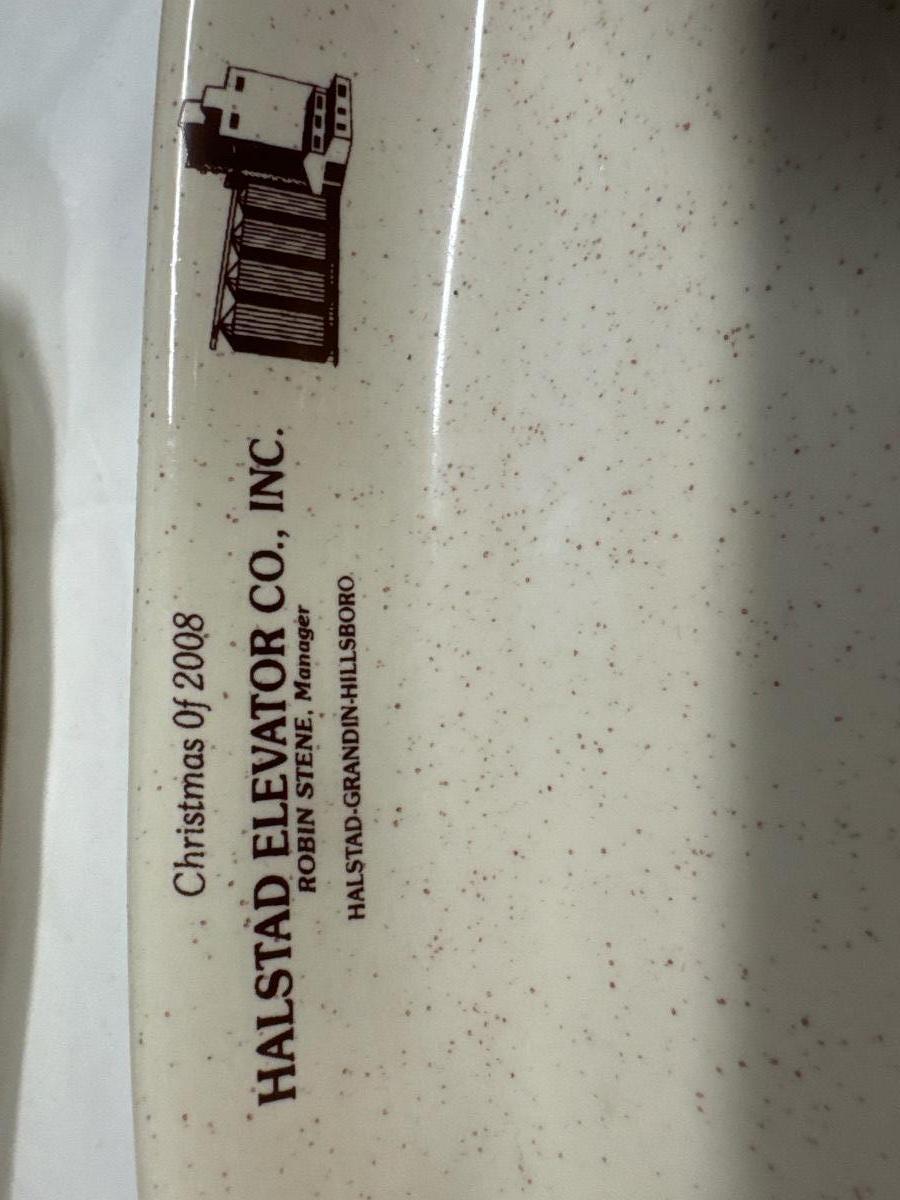 Christmas Of 2008
HALSTAD ELEVATOR CO., INC.
ROBIN STENE, Manager
HALSTAD-GRANDIN-HILLSBORO